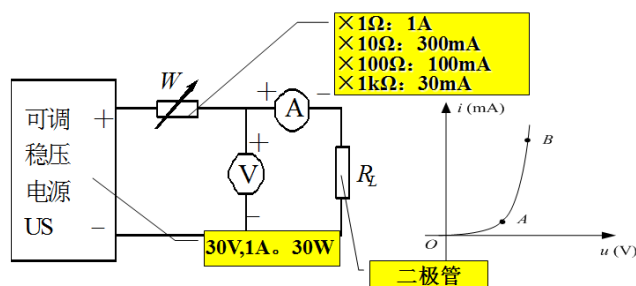 ×1Ω：1A
×10Ω：300mA
×100Ω：100mA
×1kΩ：30mA
W
+
A
−
可调
稳压
电源
US
+
−
+
V
−
R_L
30V,1A。30W
二极管
i (mA)
B
A
O
u (V)